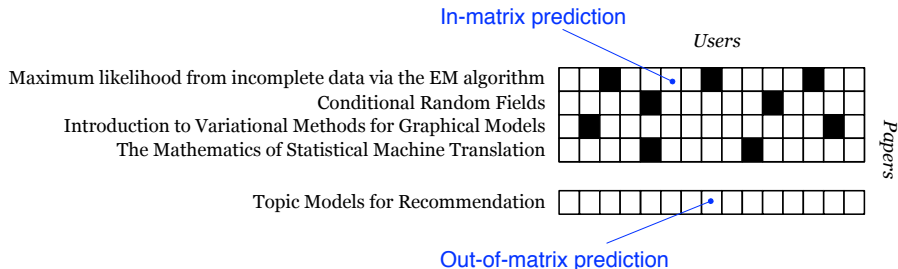 In-matrix prediction
Users
Maximum likelihood from incomplete data via the EM algorithm
Conditional Random Fields
Introduction to Variational Methods for Graphical Models
The Mathematics of Statistical Machine Translation
Papers
Topic Models for Recommendation
Out-of-matrix prediction